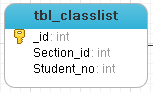 tbl_classlist
_id: int
Section_id: int
Student_no: int